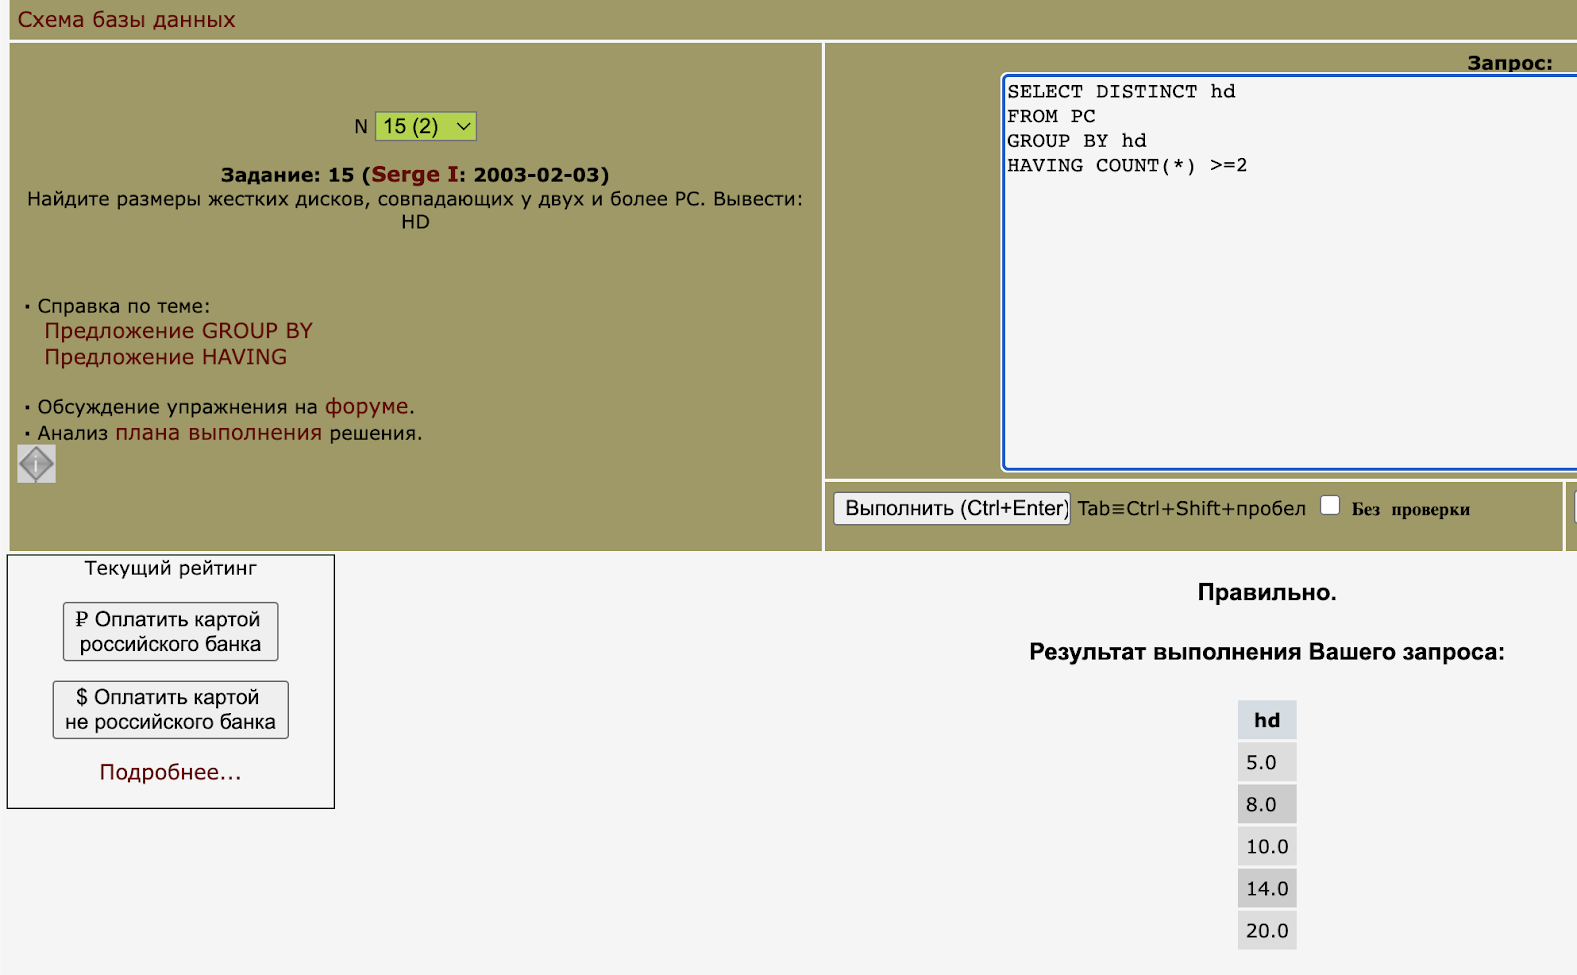 Схема базы данных
N 15 (2)
Задание: 15 (Serge I: 2003-02-03)
Найдите размеры жестких дисков, совпадающих у двух и более PC. Вывести:
HD
· Справка по теме:
Предложение GROUP BY
Предложение HAVING
· Обсуждение упражнения на форуме.
· Анализ плана выполнения решения.
i
Запрос:
SELECT DISTINCT hd
FROM PC
GROUP BY hd
HAVING COUNT(*) >=2
Выполнить (Ctrl+Enter) Tab≡Ctrl+Shift+пробел Без проверки
Текущий рейтинг
₽ Оплатить картой
российского банка
$ Оплатить картой
не российского банка
Подробнее...
Правильно.
Результат выполнения Вашего запроса:
hd
5.0
8.0
10.0
14.0
20.0